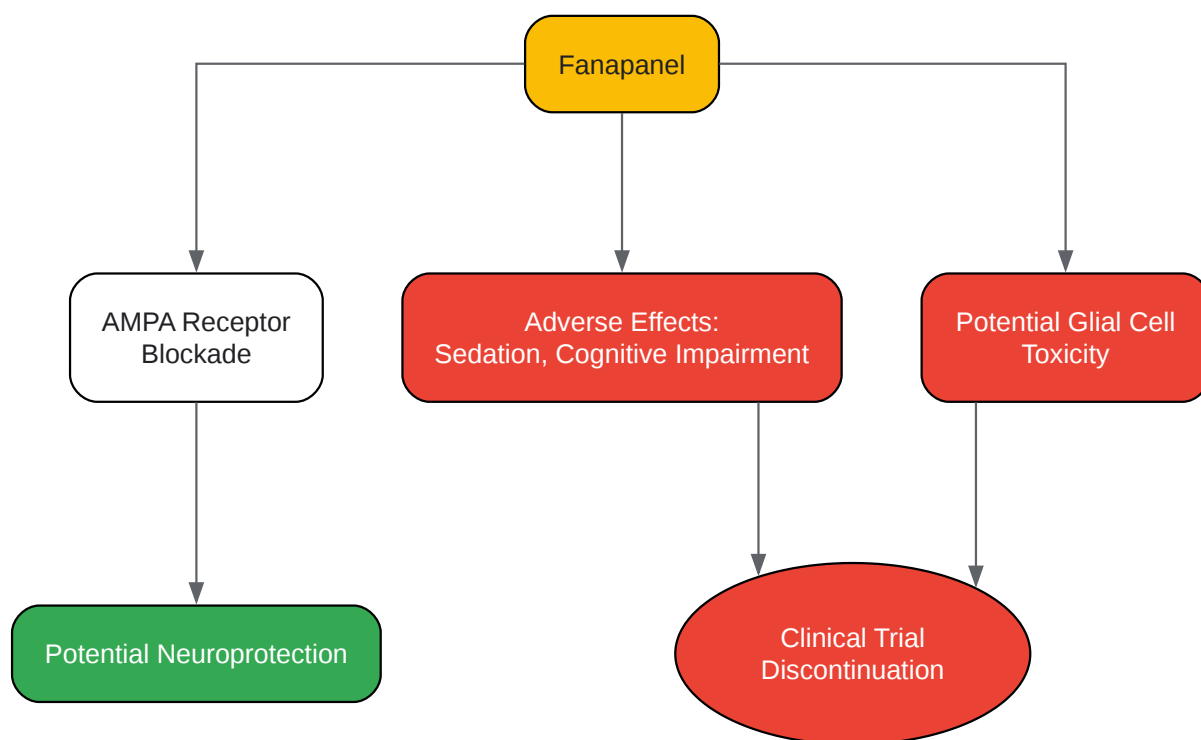 Fanapanel
AMPA Receptor
Blockade
Adverse Effects:
Sedation, Cognitive Impairment
Potential Glial Cell
Toxicity
Potential Neuroprotection
Clinical Trial
Discontinuation